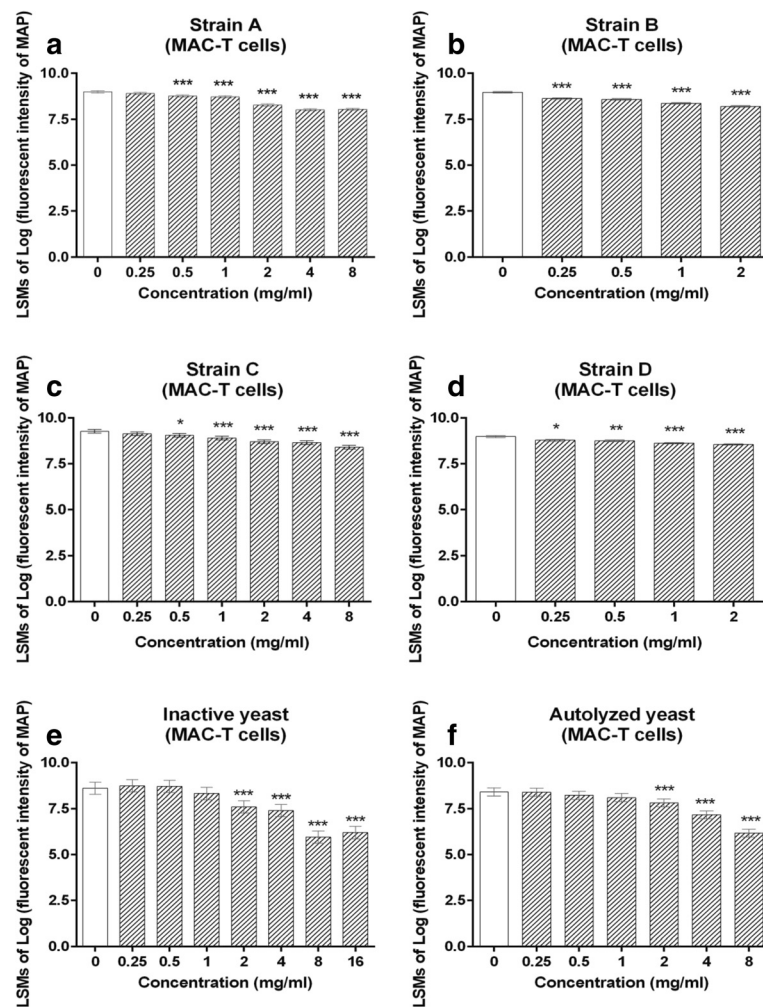 a
Strain A
(MAC-T cells)
LSMs of Log (fluorescent intensity of MAP)
10.0
7.5
5.0
2.5
0.0
*** *** *** *** ***
0 0.25 0.5 1 2 4 8
Concentration (mg/ml)
b
Strain B
(MAC-T cells)
LSMs of Log (fluorescent intensity of MAP)
10.0
7.5
5.0
2.5
0.0
*** *** *** ***
0 0.25 0.5 1 2
Concentration (mg/ml)
c
Strain C
(MAC-T cells)
LSMs of Log (fluorescent intensity of MAP)
10.0
7.5
5.0
2.5
0.0
* *** *** *** ***
0 0.25 0.5 1 2 4 8
Concentration (mg/ml)
d
Strain D
(MAC-T cells)
LSMs of Log (fluorescent intensity of MAP)
10.0
7.5
5.0
2.5
0.0
* ** *** ***
0 0.25 0.5 1 2
Concentration (mg/ml)
e
Inactive yeast
(MAC-T cells)
LSMs of Log (fluorescent intensity of MAP)
10.0
7.5
5.0
2.5
0.0
*** *** *** ***
0 0.25 0.5 1 2 4 8 16
Concentration (mg/ml)
f
Autolyzed yeast
(MAC-T cells)
LSMs of Log (fluorescent intensity of MAP)
10.0
7.5
5.0
2.5
0.0
*** *** ***
0 0.25 0.5 1 2 4 8
Concentration (mg/ml)